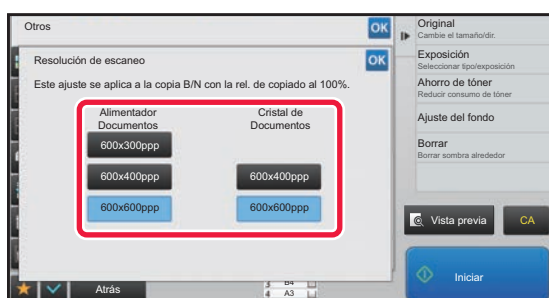 Otros
OK
Resolución de escaneo
OK
Este ajuste se aplica a la copia B/N con la rel. de copiado al 100%.
Alimentador
Documentos
Cristal de
Documentos
600x300ppp
600x400ppp
600x400ppp
600x600ppp
600x600ppp
Atrás
3 B4
4 A3
Original
Cambie el tamaño/dir.
Exposición
Seleccionar tipo/exposición
Ahorro de tóner
Reducir consumo de tóner
Ajuste del fondo
Borrar
Borrar sombra alrededor
Vista previa
CA
Iniciar